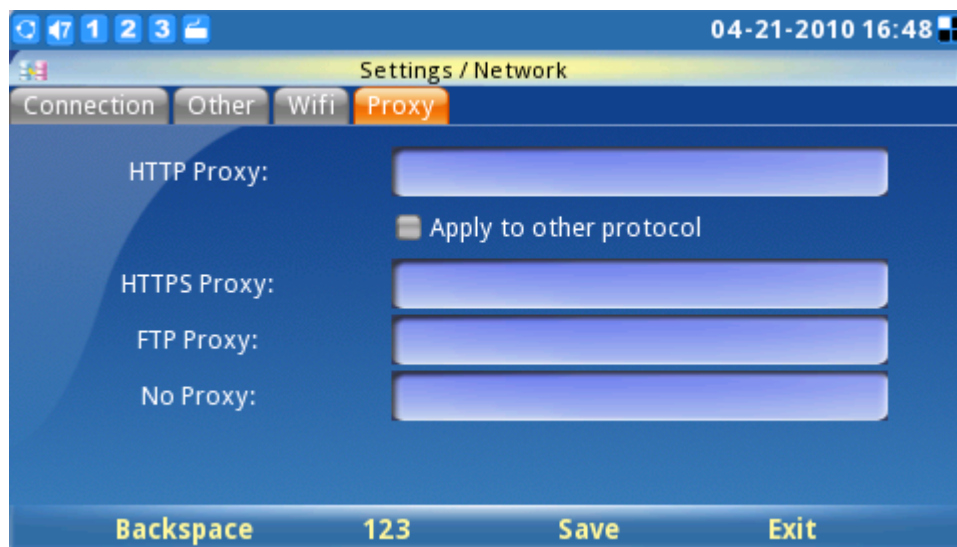 7 1 2 3 04-21-2010 16:48
Settings / Network
Connection Other Wifi Proxy
HTTP Proxy:
Apply to other protocol
HTTPS Proxy:
FTP Proxy:
No Proxy:
Backspace 123 Save Exit